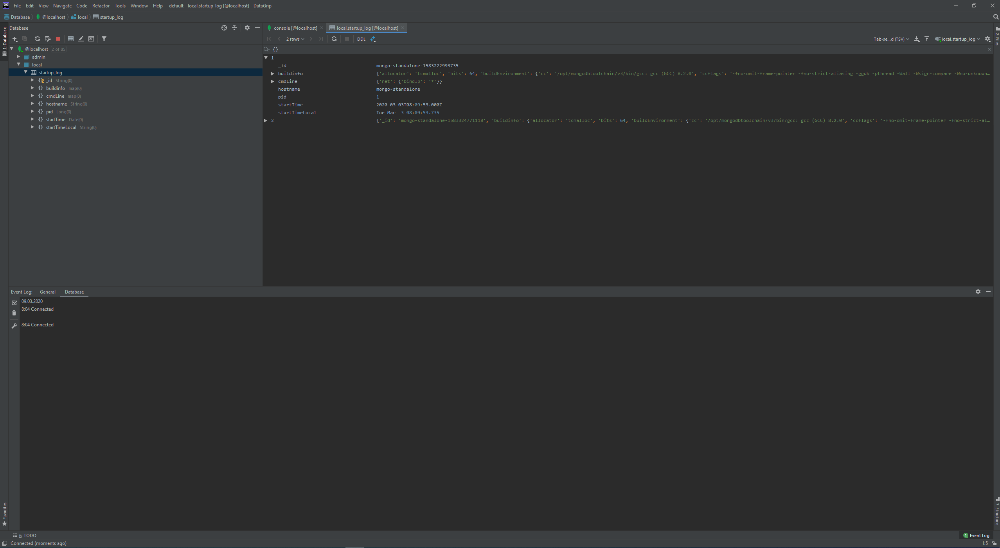 DG File Edit View Navigate Code Refactor Tools Window Help default - local.startup_log [@localhost] - DataGrip
Database @localhost local startup_log
1: Database
Database
console [@localhost] local.startup_log [@localhost]
2: Files
2 rows DDL Tab-se...d (TSV) local.startup_log
{}
@localhost 2 of 85
admin
local
startup_log
_id String(0)
buildinfo map(0)
cmdLine map(0)
hostname String(0)
pid Long(0)
startTime Date(0)
startTimeLocal String(0)
1
_id mongo-standalone-1583222993735
buildinfo {'allocator': 'tcmalloc', 'bits': 64, 'buildEnvironment': {'cc': '/opt/mongodbtoolchain/v3/bin/gcc: gcc (GCC) 8.2.0', 'ccflags': '-fno-omit-frame-pointer -fno-strict-aliasing -ggdb -pthread -Wall -Wsign-compare -Wno-unknown…
cmdLine {'net': {'bindIp': '*'}}
hostname mongo-standalone
pid 1
startTime 2020-03-03T08:09:53.000Z
startTimeLocal Tue Mar  3 08:09:53.735
2 {'_id': 'mongo-standalone-1583324771118', 'buildinfo': {'allocator': 'tcmalloc', 'bits': 64, 'buildEnvironment': {'cc': '/opt/mongodbtoolchain/v3/bin/gcc: gcc (GCC) 8.2.0', 'ccflags': '-fno-omit-frame-pointer -fno-strict-al…
Event Log: General Database
09.03.2020
8:04 Connected
8:04 Connected
Favorites
7: Structure
6: TODO
1 Event Log
Connected (moments ago)
1:5